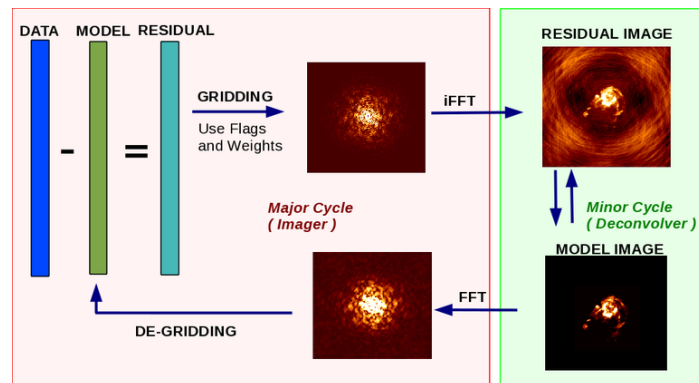 DATA MODEL RESIDUAL
- =
GRIDDING
Use Flags
and Weights
iFFT
RESIDUAL IMAGE
Major Cycle
( Imager )
Minor Cycle
( Deconvolver )
MODEL IMAGE
FFT
DE-GRIDDING